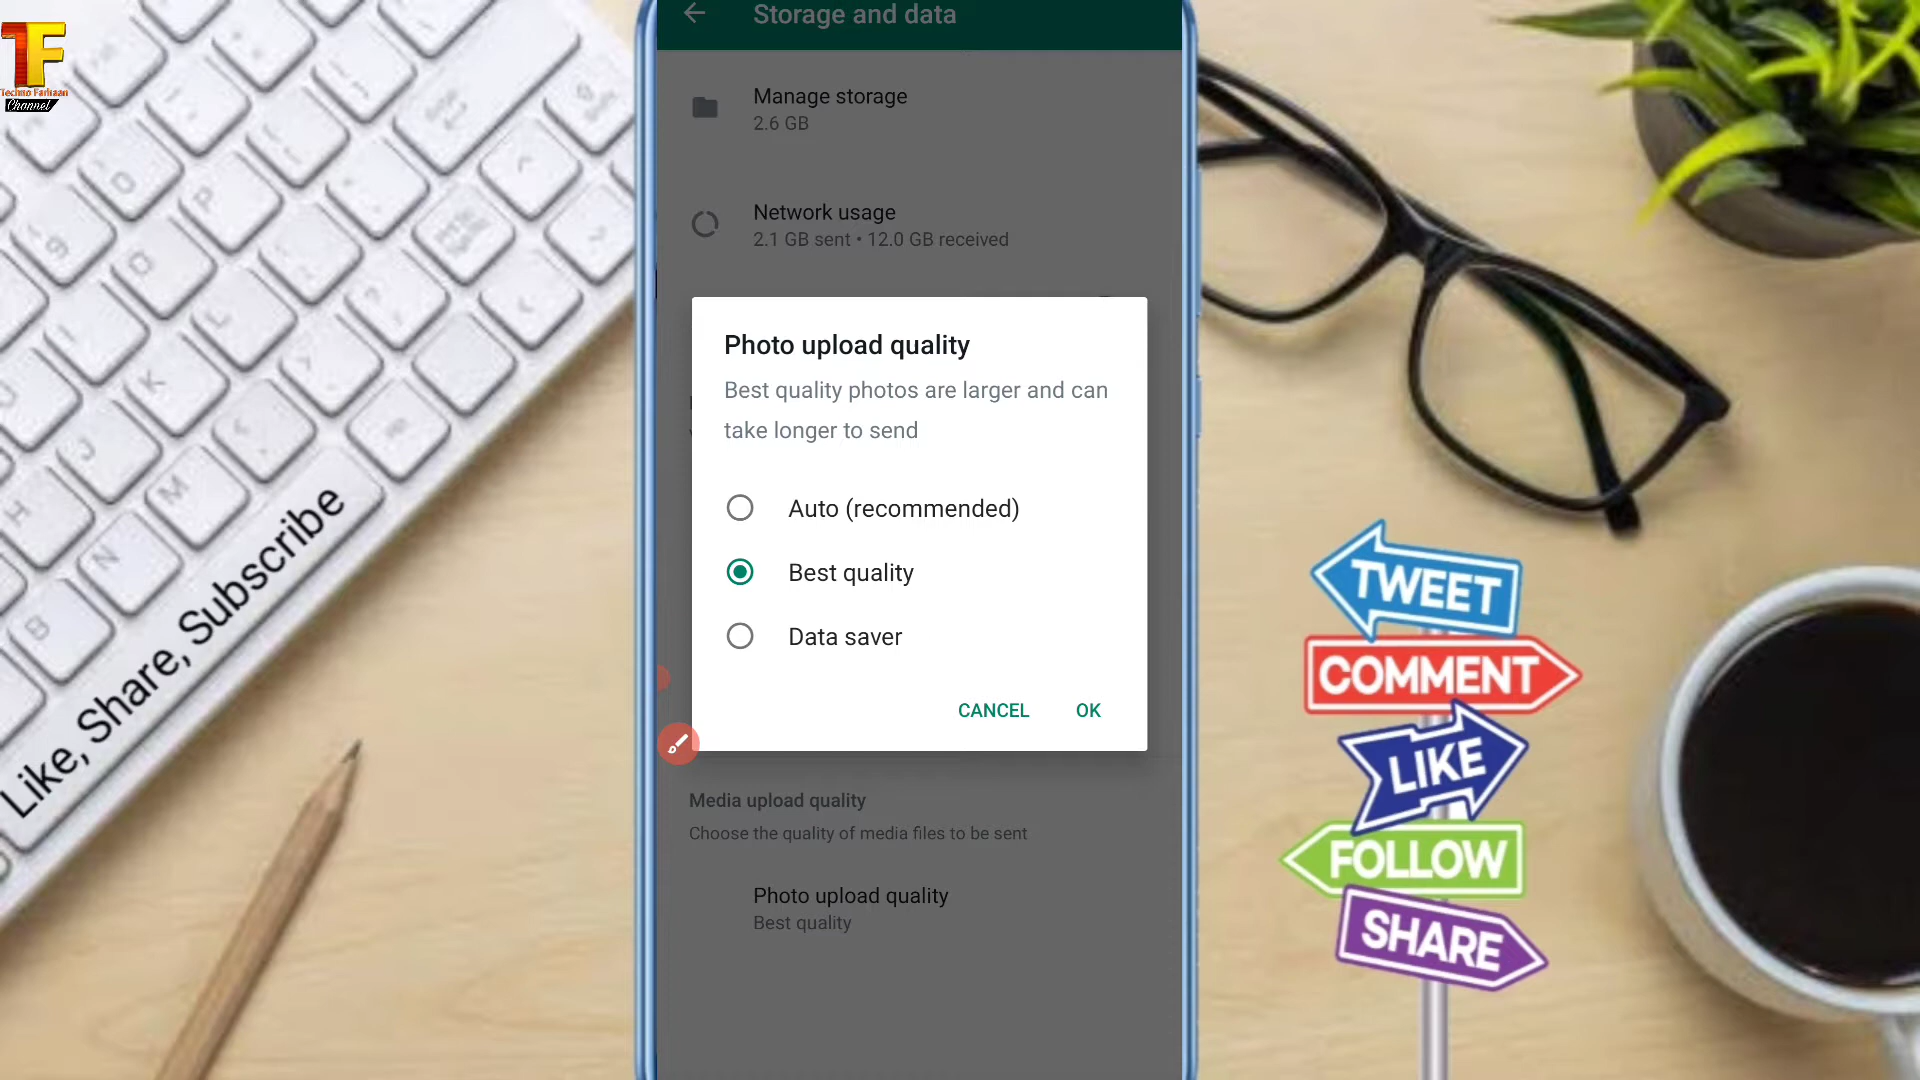 TF
Techno Farhaan
Channel
Like, Share, Subscribe
Storage and data
Manage storage
2.6 GB
Network usage
2.1 GB sent • 12.0 GB received
Photo upload quality
Best quality photos are larger and can
take longer to send
Auto (recommended)
Best quality
Data saver
CANCEL
OK
Media upload quality
Choose the quality of media files to be sent
Photo upload quality
Best quality
TWEET
COMMENT
LIKE
FOLLOW
SHARE
O
P
L
K
J
H
M
N
B